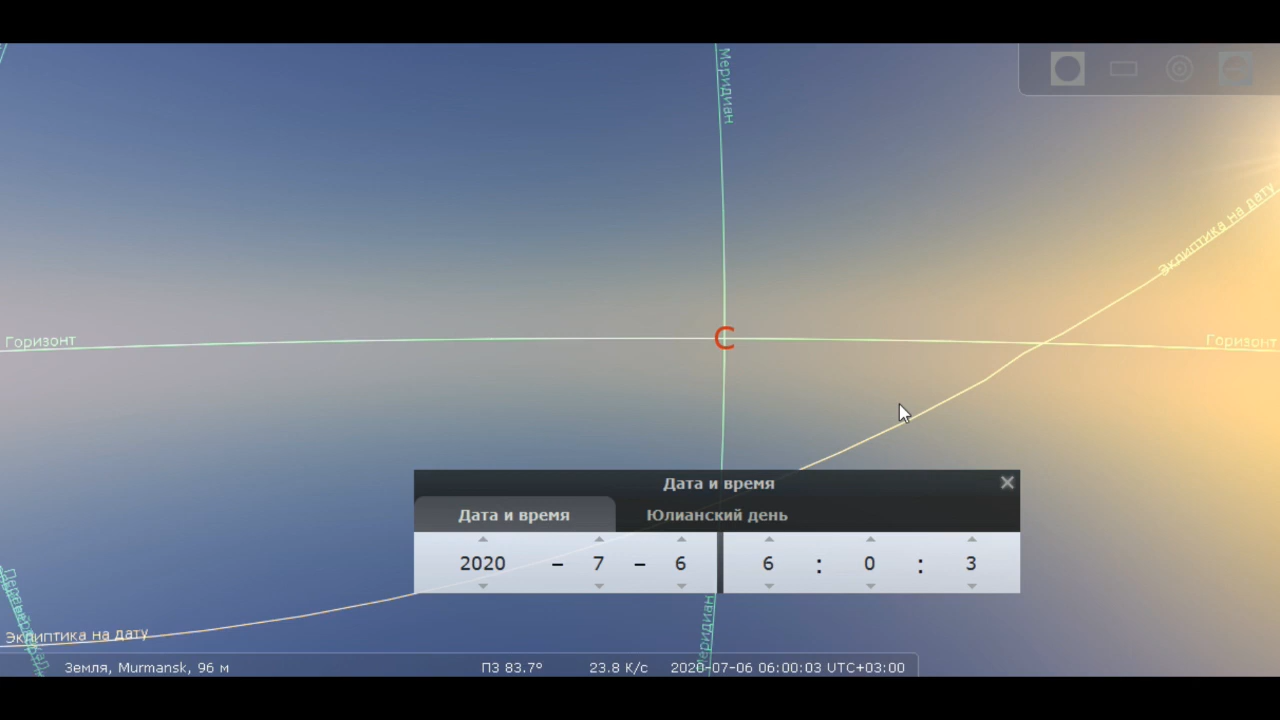 Меридиан
Эклиптика на дату
Горизонт
С
Горизонт
Дата и время
Дата и время
Юлианский день
2020 – 7 – 6 6 : 0 : 3
Эклиптика на дату
Меридиан
Земля, Murmansk, 96 м
ПЗ 83.7° 23.8 К/с 2020-07-06 06:00:03 UTC+03:00